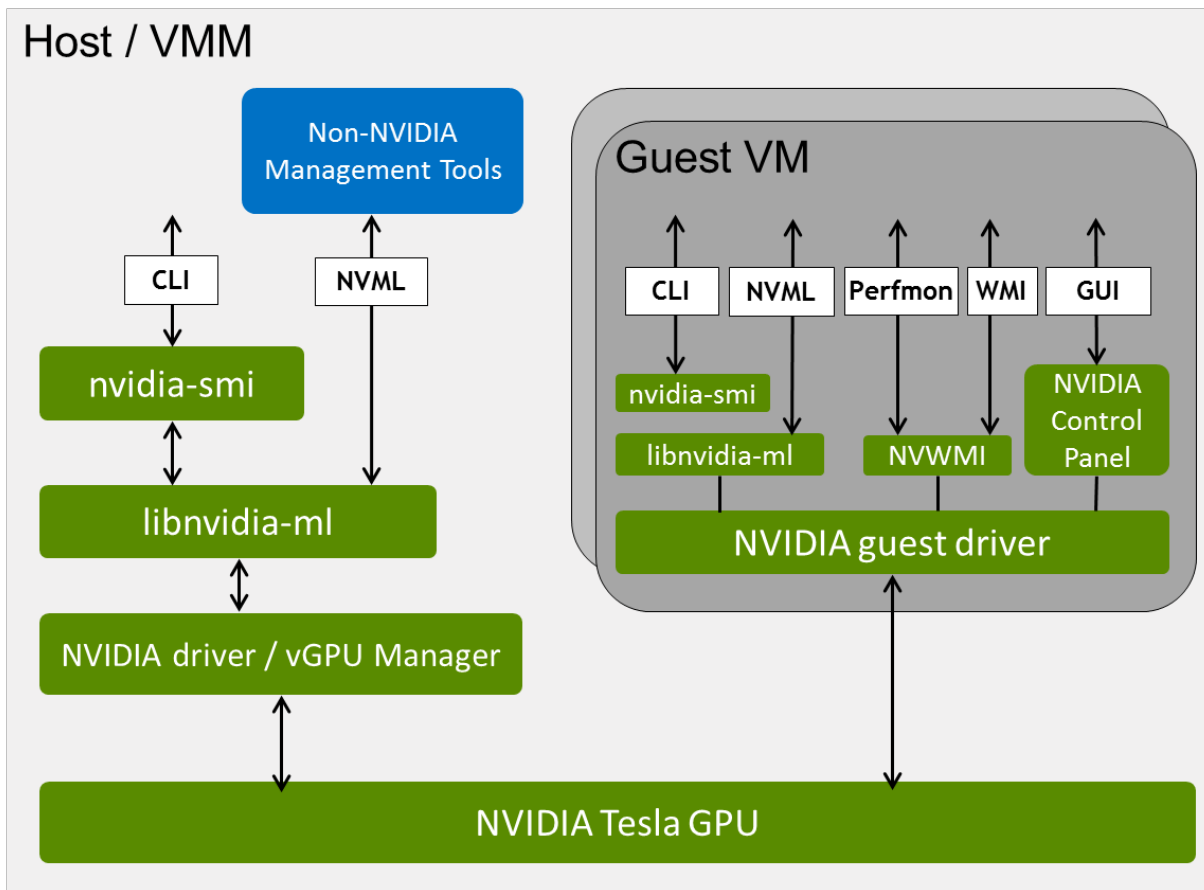 Host / VMM
Non-NVIDIA
Management Tools
CLI
NVML
nvidia-smi
libnvidia-ml
NVIDIA driver / vGPU Manager
Guest VM
CLI
NVML
Perfmon
WMI
GUI
nvidia-smi
libnvidia-ml
NVWMI
NVIDIA
Control
Panel
NVIDIA guest driver
NVIDIA Tesla GPU